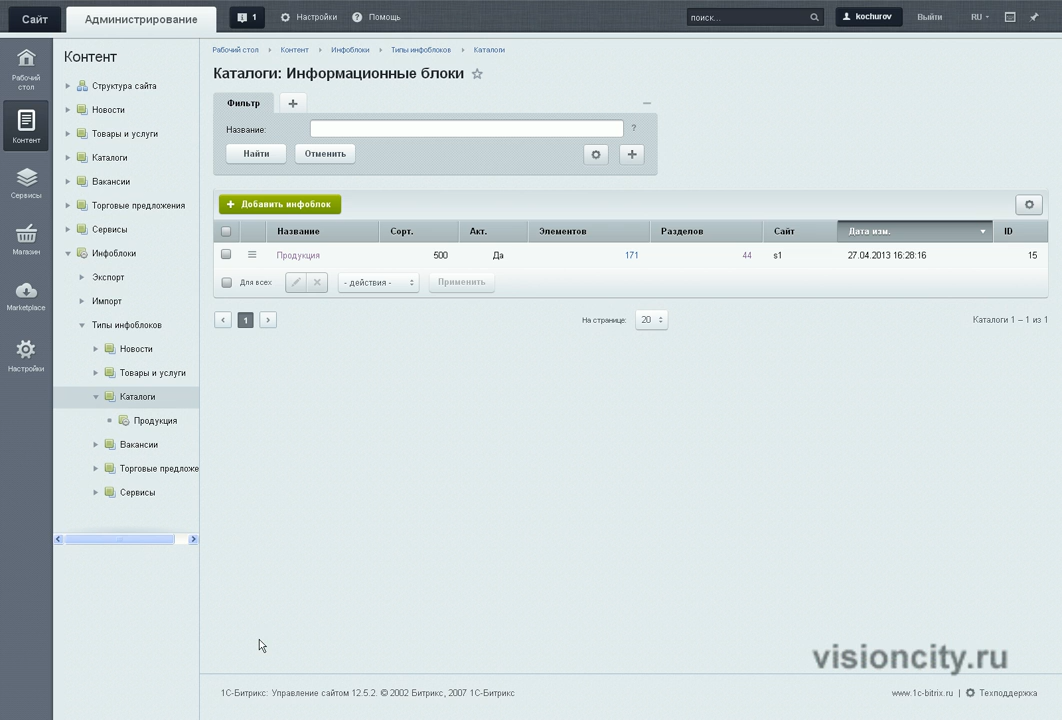 Сайт
Администрирование
1
Настройки
Помощь
поиск...
kochurov
Выйти
RU
Рабочий стол
Контент
Сервисы
Магазин
Marketplace
Настройки
Контент
Структура сайта
Новости
Товары и услуги
Каталоги
Вакансии
Торговые предложения
Сервисы
Инфоблоки
Экспорт
Импорт
Типы инфоблоков
Новости
Товары и услуги
Каталоги
Продукция
Вакансии
Торговые предложе
Сервисы
Рабочий стол Контент Инфоблоки Типы инфоблоков Каталоги
Каталоги: Информационные блоки
Фильтр +
Название: ?
Найти Отменить
+ Добавить инфоблок
Название Сорт. Акт. Элементов Разделов Сайт Дата изм. ID
Продукция 500 Да 171 44 s1 27.04.2013 16:28:16 15
Для всех - действия - Применить
1 На странице: 20 Каталоги 1 – 1 из 1
visioncity.ru
1С-Битрикс: Управление сайтом 12.5.2. © 2002 Битрикс, 2007 1С-Битрикс www.1c-bitrix.ru | Техподдержка